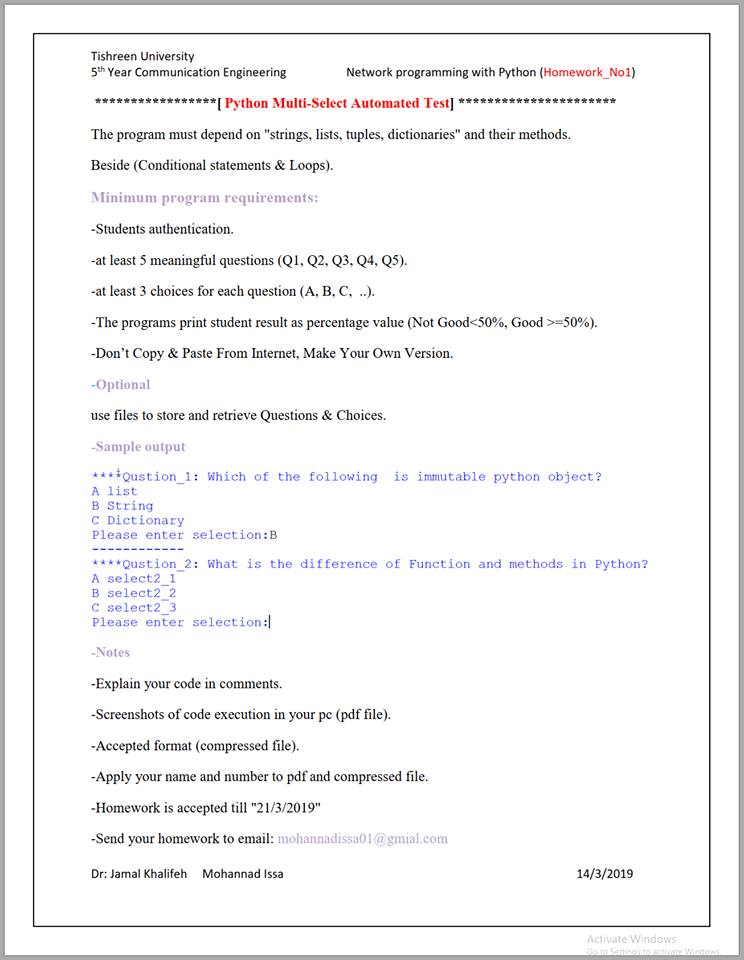 Tishreen University
5th Year Communication Engineering Network programming with Python (Homework_No1)
*****************[ Python Multi-Select Automated Test] **********************
The program must depend on "strings, lists, tuples, dictionaries" and their methods.
Beside (Conditional statements & Loops).
Minimum program requirements:
-Students authentication.
-at least 5 meaningful questions (Q1, Q2, Q3, Q4, Q5).
-at least 3 choices for each question (A, B, C, ..).
-The programs print student result as percentage value (Not Good<50%, Good >=50%).
-Don’t Copy & Paste From Internet, Make Your Own Version.
-Optional
use files to store and retrieve Questions & Choices.
-Sample output
****Qustion_1: Which of the following is immutable python object?
A list
B String
C Dictionary
Please enter selection:B
------------
****Qustion_2: What is the difference of Function and methods in Python?
A select2_1
B select2_2
C select2_3
Please enter selection:
-Notes
-Explain your code in comments.
-Screenshots of code execution in your pc (pdf file).
-Accepted format (compressed file).
-Apply your name and number to pdf and compressed file.
-Homework is accepted till "21/3/2019"
-Send your homework to email: mohannadissa01@gmial.com
Dr: Jamal Khalifeh Mohannad Issa 14/3/2019
Activate Windows
Go to Settings to activate Windows.